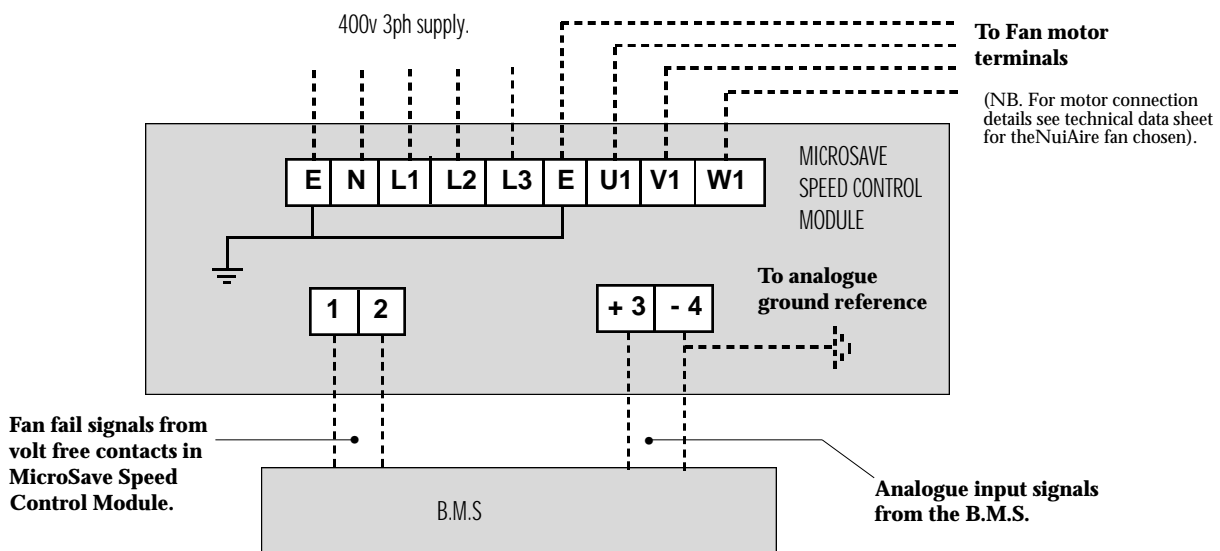 400v 3ph supply.
To Fan motor
terminals
(NB. For motor connection
details see technical data sheet
for theNuiAire fan chosen).
E N L1 L2 L3 E U1 V1 W1
MICROSAVE
SPEED CONTROL
MODULE
To analogue
ground reference
1 2
+ 3 - 4
Fan fail signals from
volt free contacts in
MicroSave Speed
Control Module.
B.M.S
Analogue input signals
from the B.M.S.